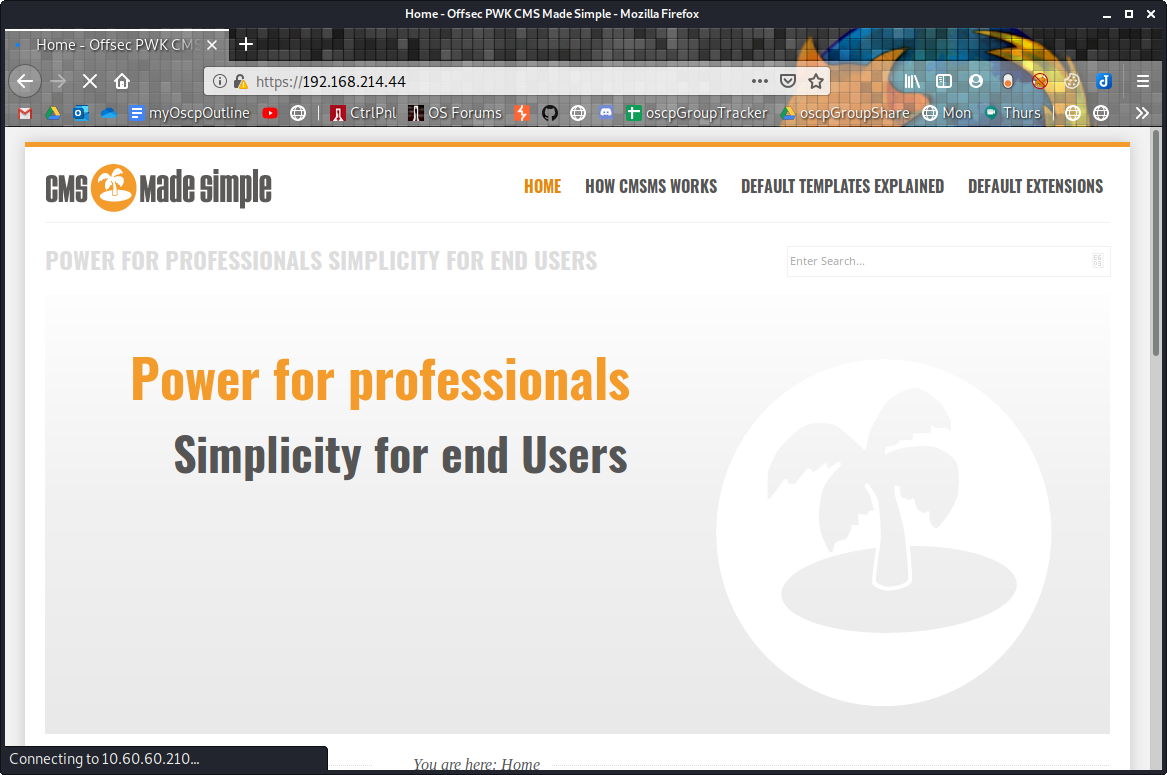 Home - Offsec PWK CMS Made Simple - Mozilla Firefox
Home - Offsec PWK CMS
https://192.168.214.44
myOscpOutline CtrlPnl OS Forums oscpGroupTracker oscpGroupShare Mon Thurs
CMS made simple
HOME HOW CMSMS WORKS DEFAULT TEMPLATES EXPLAINED DEFAULT EXTENSIONS
POWER FOR PROFESSIONALS SIMPLICITY FOR END USERS
Enter Search...
Power for professionals
Simplicity for end Users
You are here: Home
Connecting to 10.60.60.210...